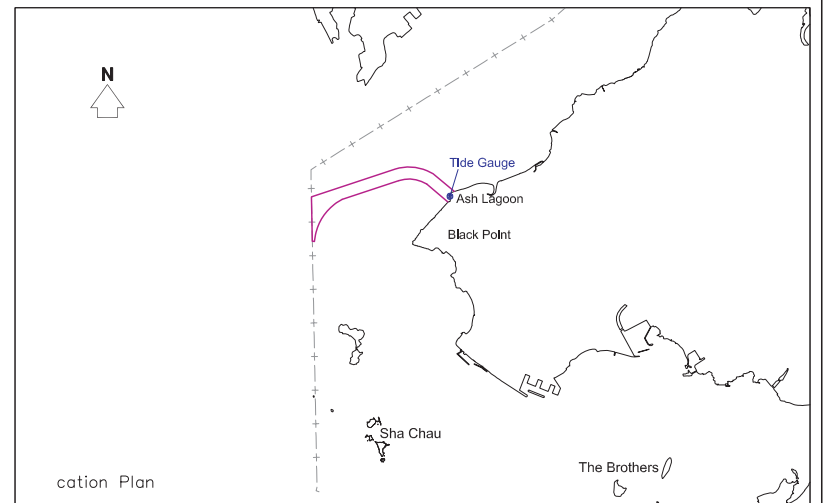 N
Tide Gauge
Ash Lagoon
Black Point
Sha Chau
The Brothers
cation Plan